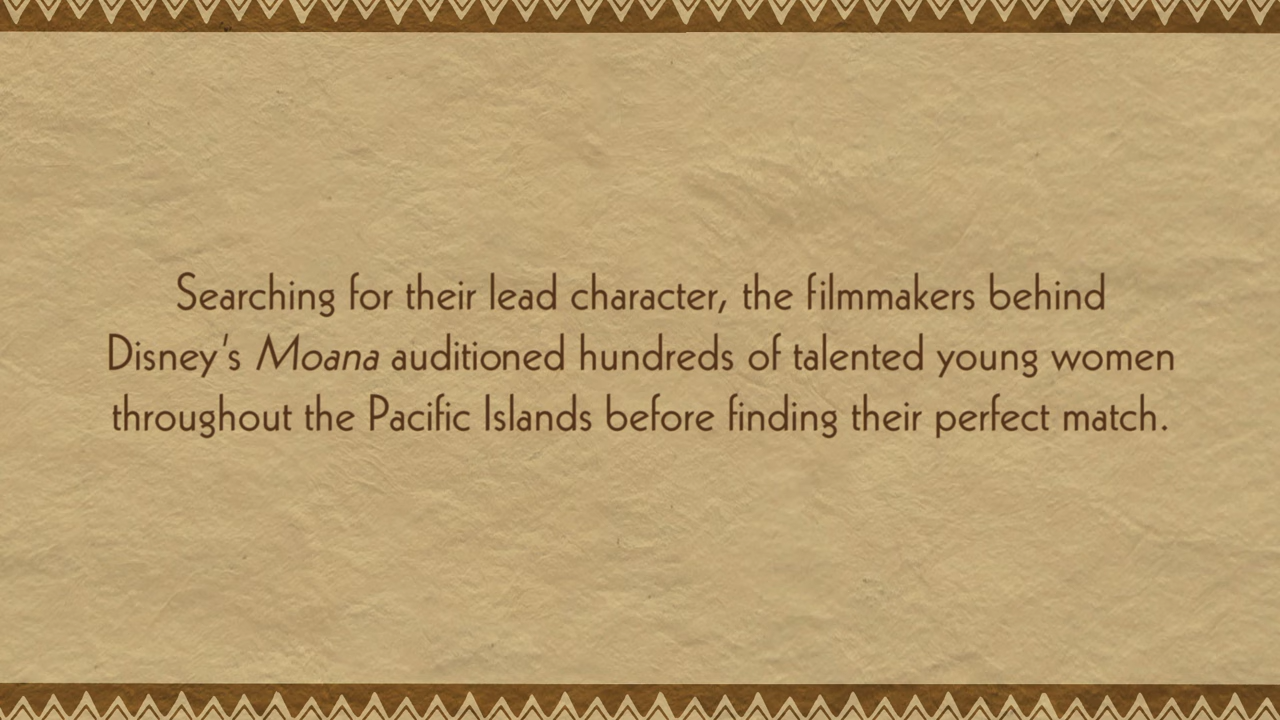 Searching for their lead character, the filmmakers behind
Disney's Moana auditioned hundreds of talented young women
throughout the Pacific Islands before finding their perfect match.